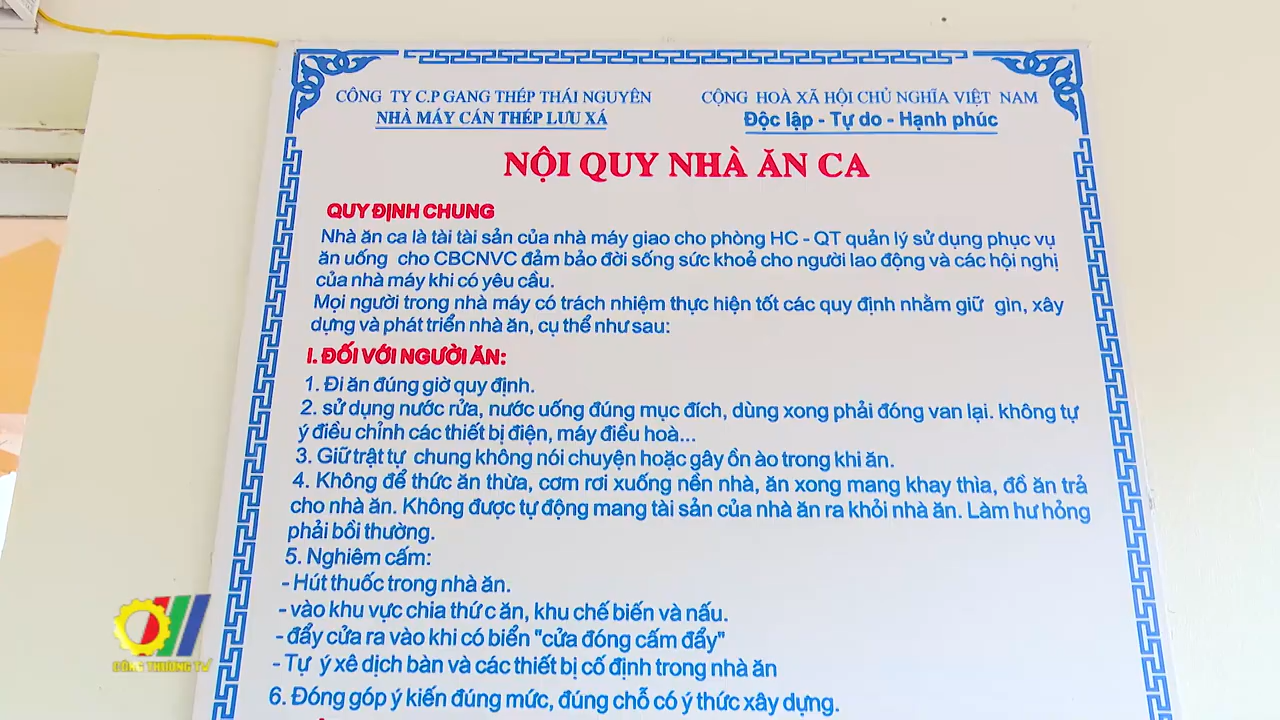 CÔNG TY C.P GANG THÉP THÁI NGUYÊN
NHÀ MÁY CÁN THÉP LƯU XÁ
CỘNG HOÀ XÃ HỘI CHỦ NGHĨA VIỆT NAM
Độc lập - Tự do - Hạnh phúc
NỘI QUY NHÀ ĂN CA
QUY ĐỊNH CHUNG
Nhà ăn ca là tài tài sản của nhà máy giao cho phòng HC - QT quản lý sử dụng phục vụ
ăn uống cho CBCNVC đảm bảo đời sống sức khoẻ cho người lao động và các hội nghị
của nhà máy khi có yêu cầu.
Mọi người trong nhà máy có trách nhiệm thực hiện tốt các quy định nhằm giữ gìn, xây
dựng và phát triển nhà ăn, cụ thể như sau:
I. ĐỐI VỚI NGƯỜI ĂN:
1. Đi ăn đúng giờ quy định.
2. sử dụng nước rửa, nước uống đúng mục đích, dùng xong phải đóng van lại. không tự
ý điều chỉnh các thiết bị điện, máy điều hoà...
3. Giữ trật tự chung không nói chuyện hoặc gây ồn ào trong khi ăn.
4. Không để thức ăn thừa, cơm rơi xuống nền nhà, ăn xong mang khay thìa, đồ ăn trả
cho nhà ăn. Không được tự động mang tài sản của nhà ăn ra khỏi nhà ăn. Làm hư hỏng
phải bồi thường.
5. Nghiêm cấm:
- Hút thuốc trong nhà ăn.
- vào khu vực chia thức ăn, khu chế biến và nấu.
- đẩy cửa ra vào khi có biển "cửa đóng cấm đẩy"
- Tự ý xê dịch bàn và các thiết bị cố định trong nhà ăn
6. Đóng góp ý kiến đúng mức, đúng chỗ có ý thức xây dựng.
CÔNG THƯƠNG TV